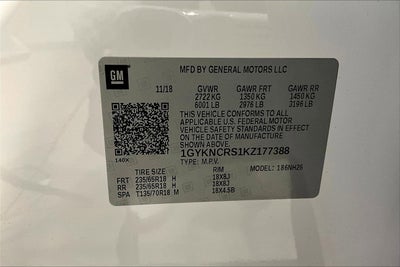 GM
MFD BY GENERAL MOTORS LLC
11/18 GVWR GAWR FRT GAWR RR
2722 KG 1350 KG 1450 KG
6001 LB 2976 LB 3196 LB
THIS VEHICLE CONFORMS TO ALL
APPLICABLE U.S. FEDERAL MOTOR
VEHICLE SAFETY STANDARDS IN EFFECT
ON THE DATE OF MANUFACTURE
SHOWN ABOVE.
1GYKNCRS1KZ177388
140X
TYPE: M.P.V. MODEL: 186NH26
TIRE SIZE RIM
FRT 235/65R18 H 18X8J
RR 235/65R18 H 18X8J
SPA T135/70R18 M 18X4.5B